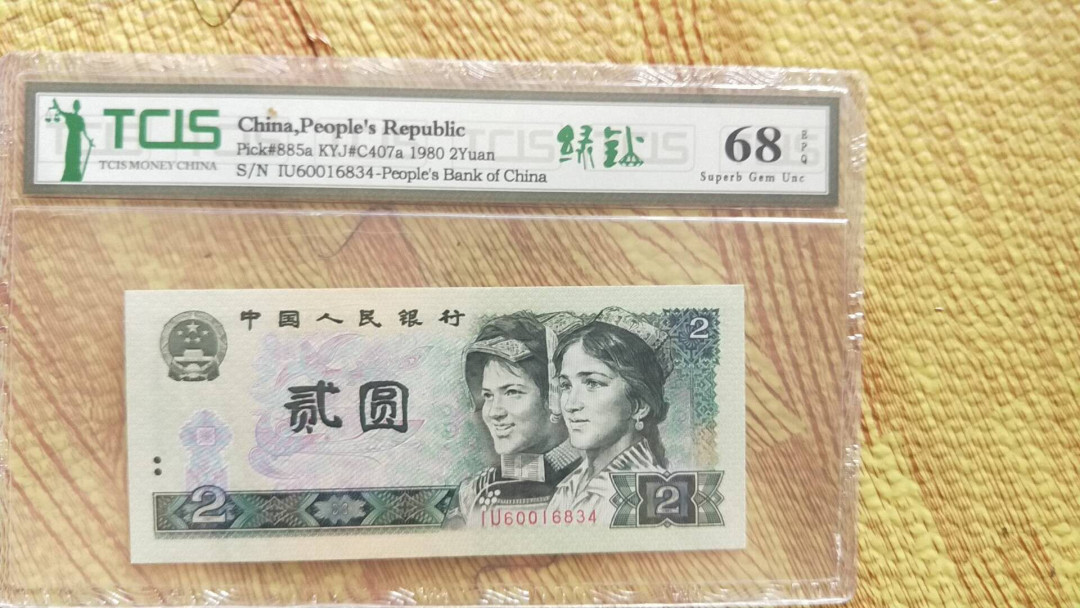 TCIS
TCIS MONEY CHINA
China,People's Republic
Pick#885a KYJ#C407a 1980 2Yuan
S/N IU60016834-People's Bank of China
绿钻
68
EPQ
Superb Gem Unc
中国人民银行
2
贰圆
2
IU60016834
2